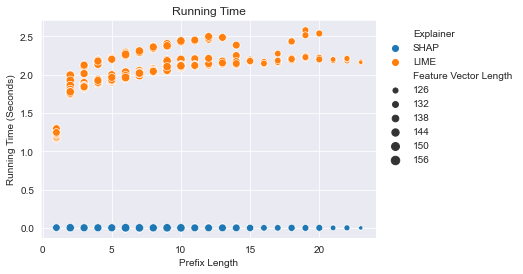 Running Time
Running Time (Seconds)
2.5
2.0
1.5
1.0
0.5
0.0
0 5 10 15 20
Prefix Length
Explainer
SHAP
LIME
Feature Vector Length
126
132
138
144
150
156